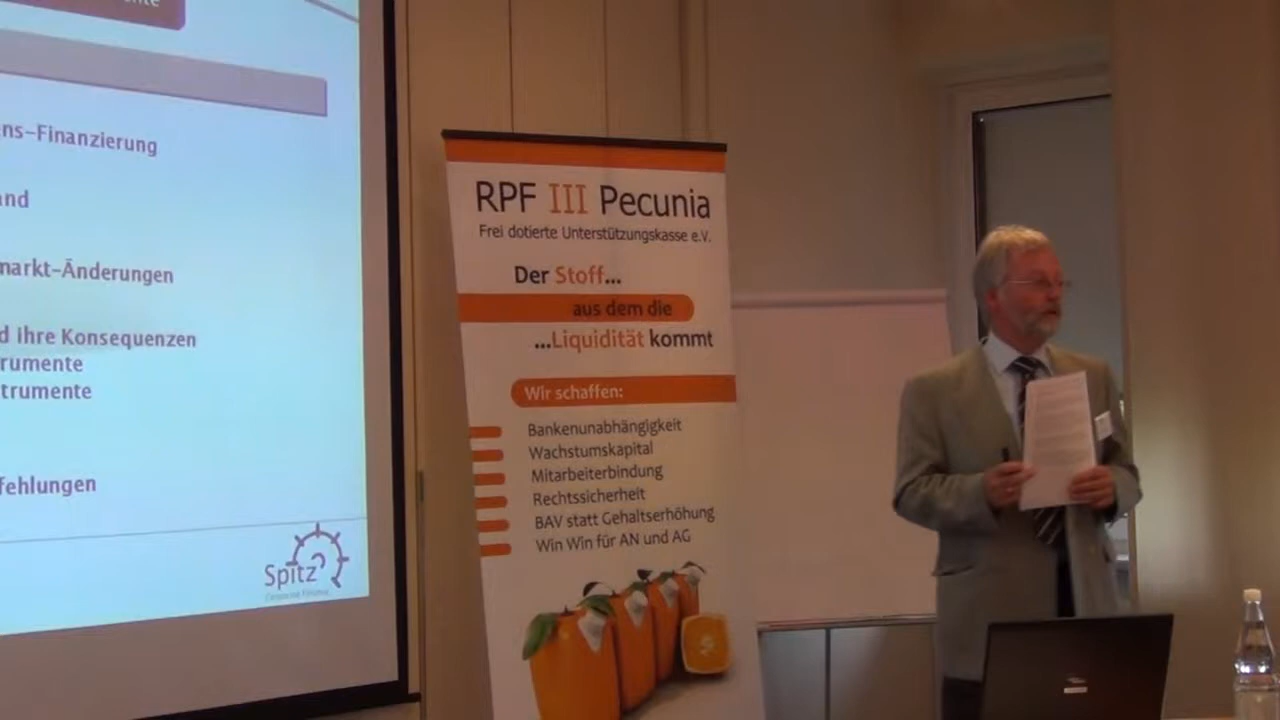 ns-Finanzierung
and
markt-Änderungen
d ihre Konsequenzen
rumente
trumente
fehlungen
Spitz
RPF III Pecunia
Frei dotierte Unterstützungskasse e.V.
Der Stoff...
aus dem die
...Liquidität kommt
Wir schaffen:
Bankenunabhängigkeit
Wachstumskapital
Mitarbeiterbindung
Rechtssicherheit
BAV statt Gehaltserhöhung
Win Win für AN und AG